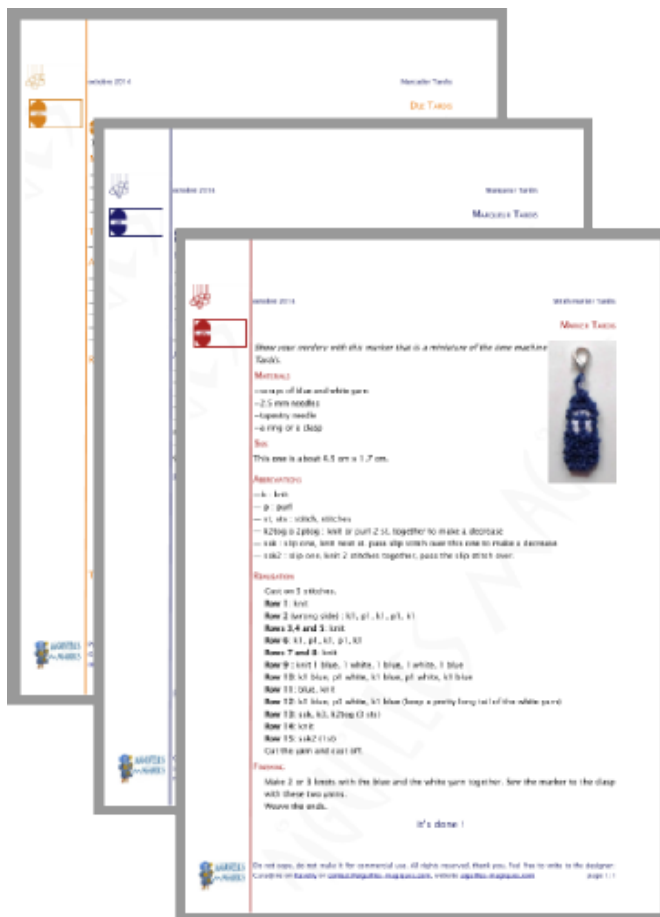 octobre 2014 Marcador Tardis
Die Tardis
octobre 2014 Marqueur Tardis
Marqueur Tardis
octobre 2014 Stitchmarker Tardis
Marker Tardis
Show your nerdery with this marker that is a miniature of the time machine
Tardis.
Materials
—scraps of blue and white yarn
—2.5 mm needles
—tapestry needle
—a ring or a clasp
Size
This one is about 4.5 cm x 1.7 cm.
Abbreviations
— k : knit
— p : purl
— st, sts : stitch, stitches
— k2tog o 2ptog : knit or purl 2 st. together to make a decrease
— ssk : slip one, knit next st, pass slip stitch over this one to make a decrease
— ssk2 : slip one, knit 2 stitches together, pass the slip stitch over.
Realisation
Cast on 5 stitches.
Row 1: knit
Row 2 (wrong side) : k1, p1, k1, p1, k1
Rows 3,4 and 5: knit
Row 6: k1, p1, k1, p1, k1
Rows 7 and 8: knit
Row 9 : knit 1 blue, 1 white, 1 blue, 1 white, 1 blue
Row 10: k1 blue, p1 white, k1 blue, p1 white, k1 blue
Row 11: blue, knit
Row 12: k1 blue, p3 white, k1 blue (keep a pretty long tail of the white yarn)
Row 13: ssk, k1, k2tog (3 sts)
Row 14: knit
Row 15: ssk2 (1st)
Cut the yarn and cast off.
Finishing
Make 2 or 3 knots with the blue and the white yarn together. Sew the marker to the clasp
with these two yarns.
Weave the ends.
It's done !
Do not copy, do not make it for commercial use. All rights reserved. thank you. Feel free to write to the designer.
page 1/1